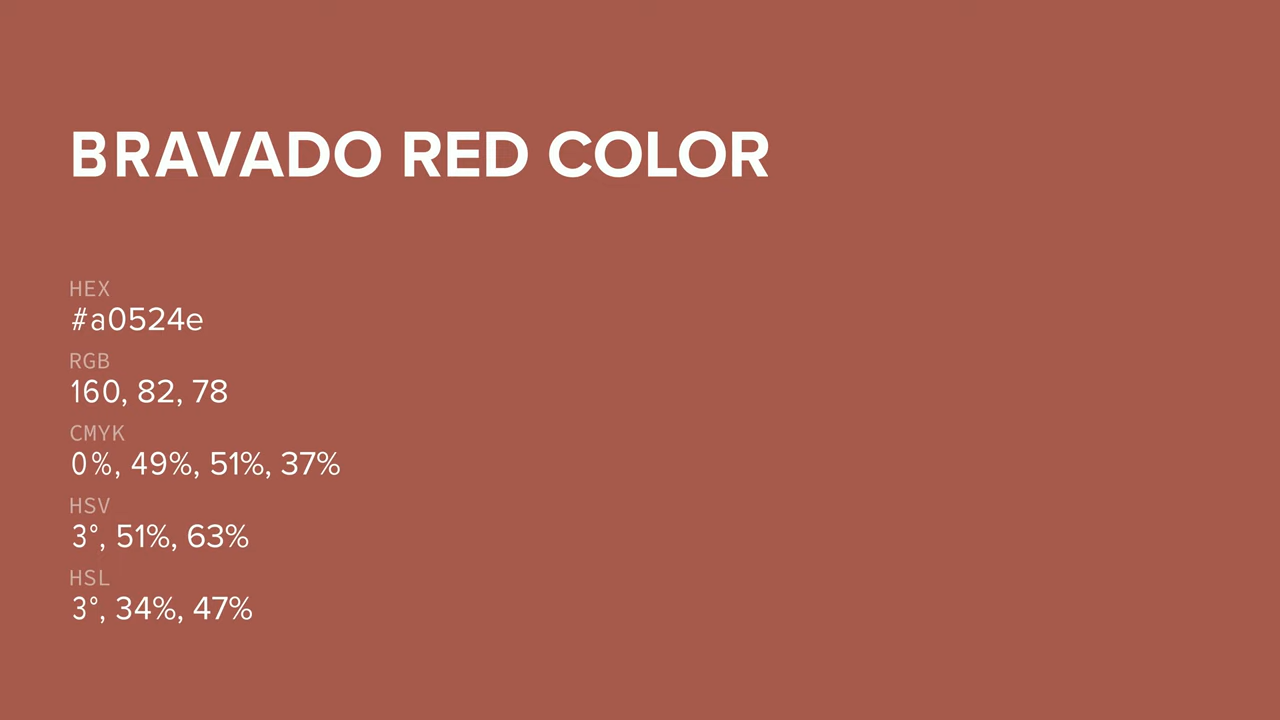 BRAVADO RED COLOR
HEX
#a0524e
RGB
160, 82, 78
CMYK
0%, 49%, 51%, 37%
HSV
3°, 51%, 63%
HSL
3°, 34%, 47%